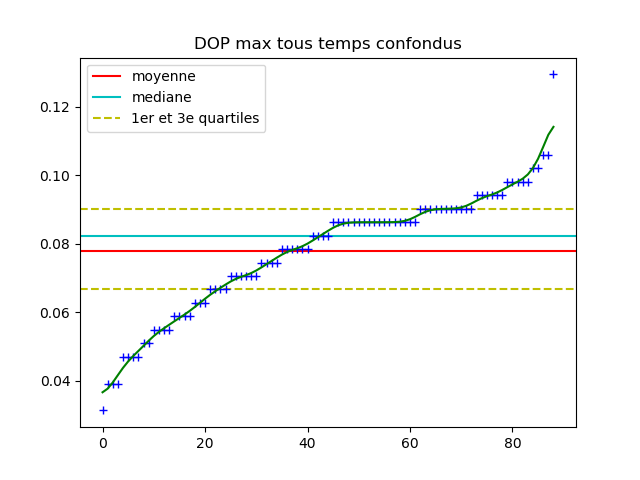 DOP max tous temps confondus
moyenne
mediane
1er et 3e quartiles
0.12
0.10
0.08
0.06
0.04
0 20 40 60 80